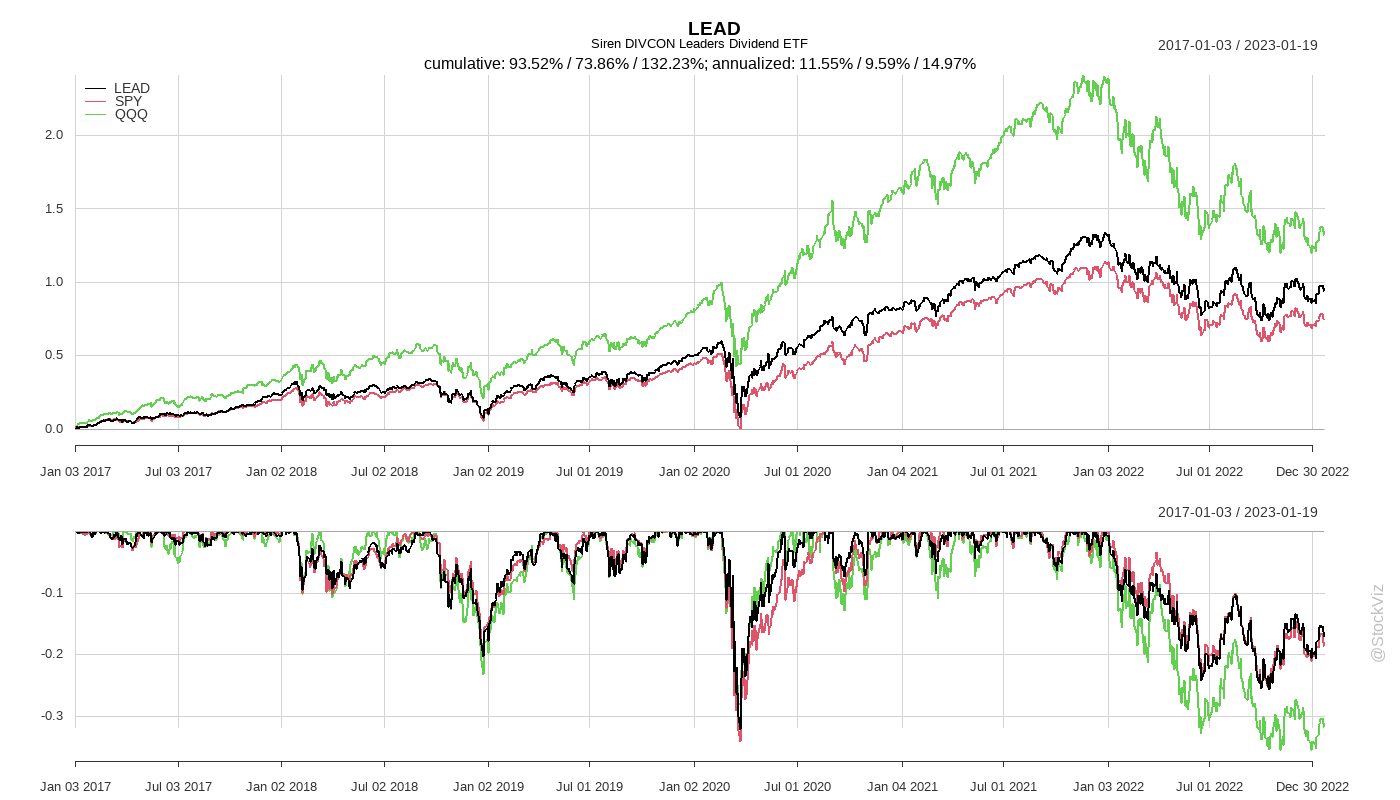 LEAD
Siren DIVCON Leaders Dividend ETF
2017-01-03 / 2023-01-19
cumulative: 93.52% / 73.86% / 132.23%; annualized: 11.55% / 9.59% / 14.97%
LEAD
SPY
QQQ
2.0
1.5
1.0
0.5
0.0
Jan 03 2017 Jul 03 2017 Jan 02 2018 Jul 02 2018 Jan 02 2019 Jul 01 2019 Jan 02 2020 Jul 01 2020 Jan 04 2021 Jul 01 2021 Jan 03 2022 Jul 01 2022 Dec 30 2022
2017-01-03 / 2023-01-19
-0.1
-0.2
-0.3
Jan 03 2017 Jul 03 2017 Jan 02 2018 Jul 02 2018 Jan 02 2019 Jul 01 2019 Jan 02 2020 Jul 01 2020 Jan 04 2021 Jul 01 2021 Jan 03 2022 Jul 01 2022 Dec 30 2022
@StockViz